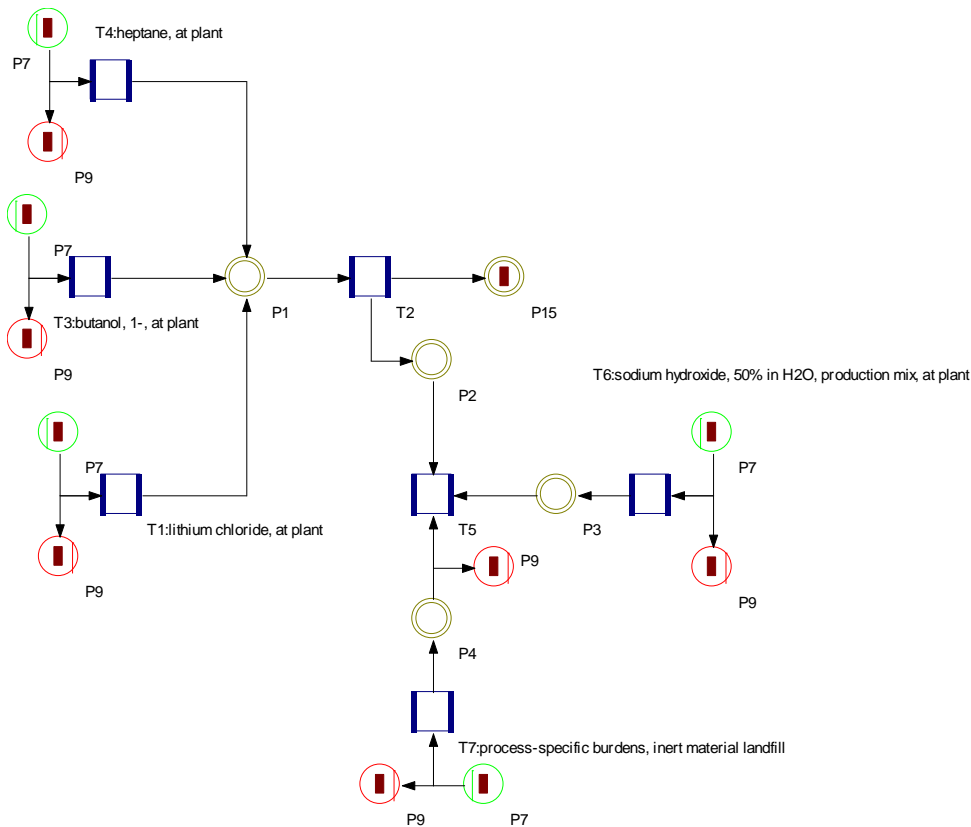 T4:heptane, at plant
P7
P9
P7
T3:butanol, 1-, at plant
P9
P1
T2
P15
P2
T6:sodium hydroxide, 50% in H2O, production mix, at plant
P7
P7
T1:lithium chloride, at plant
T5
P3
P9
P9
P9
P4
T7:process-specific burdens, inert material landfill
P9
P7